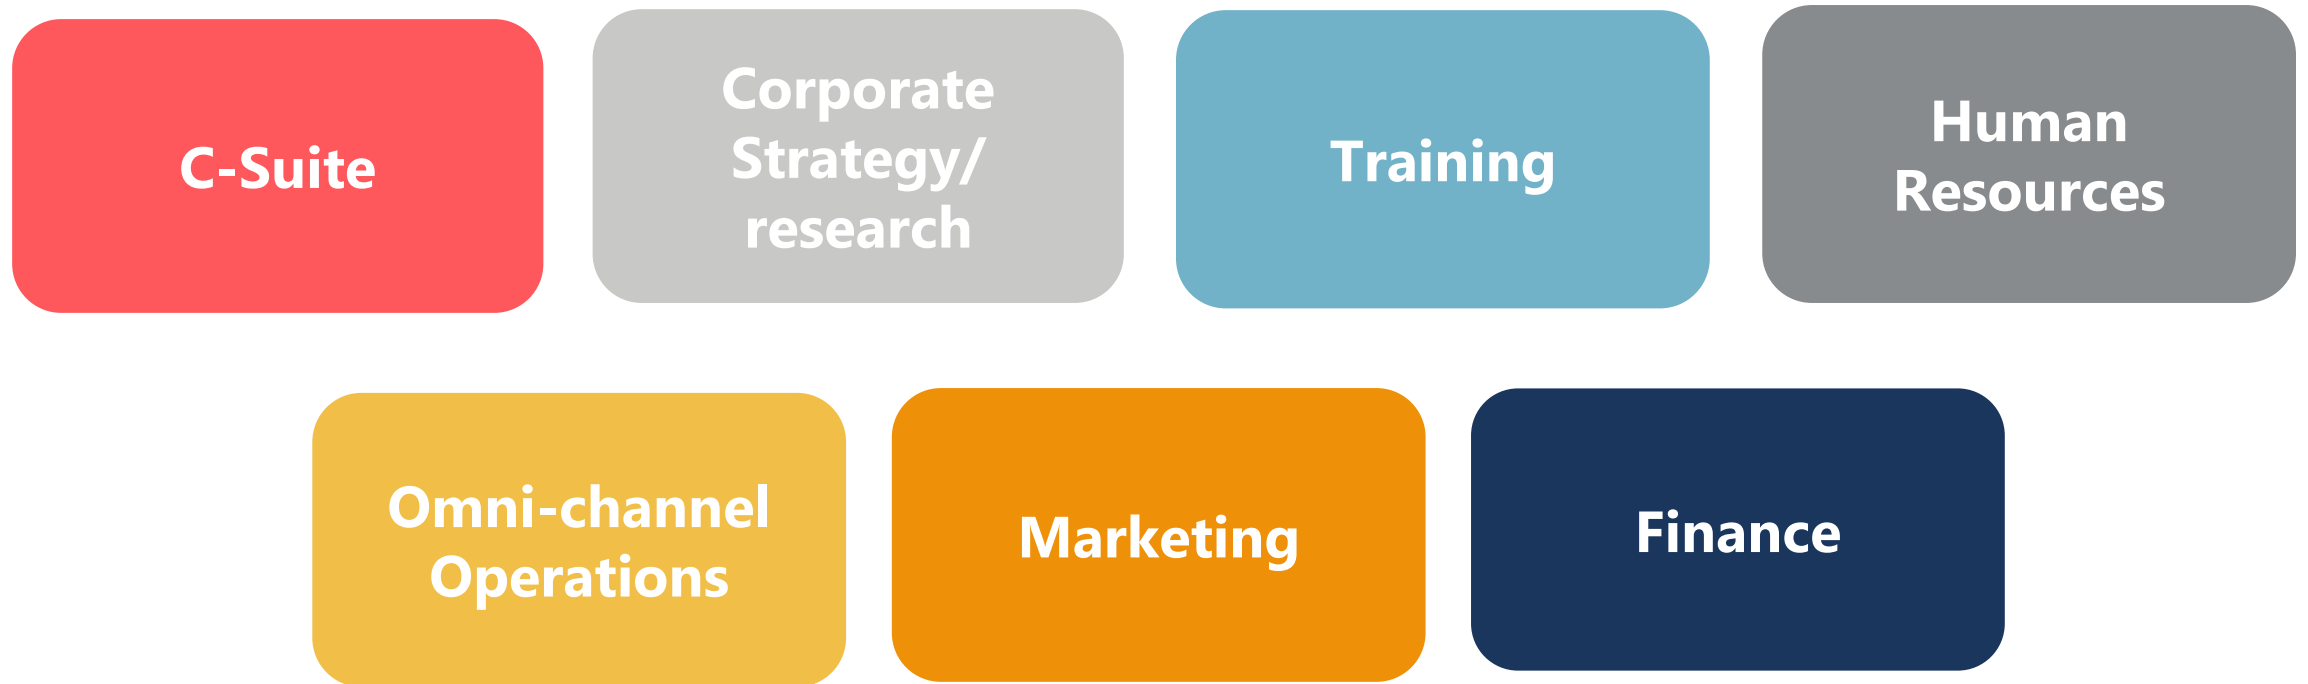 C-Suite
Corporate
Strategy/
research
Training
Human
Resources
Omni-channel
Operations
Marketing
Finance